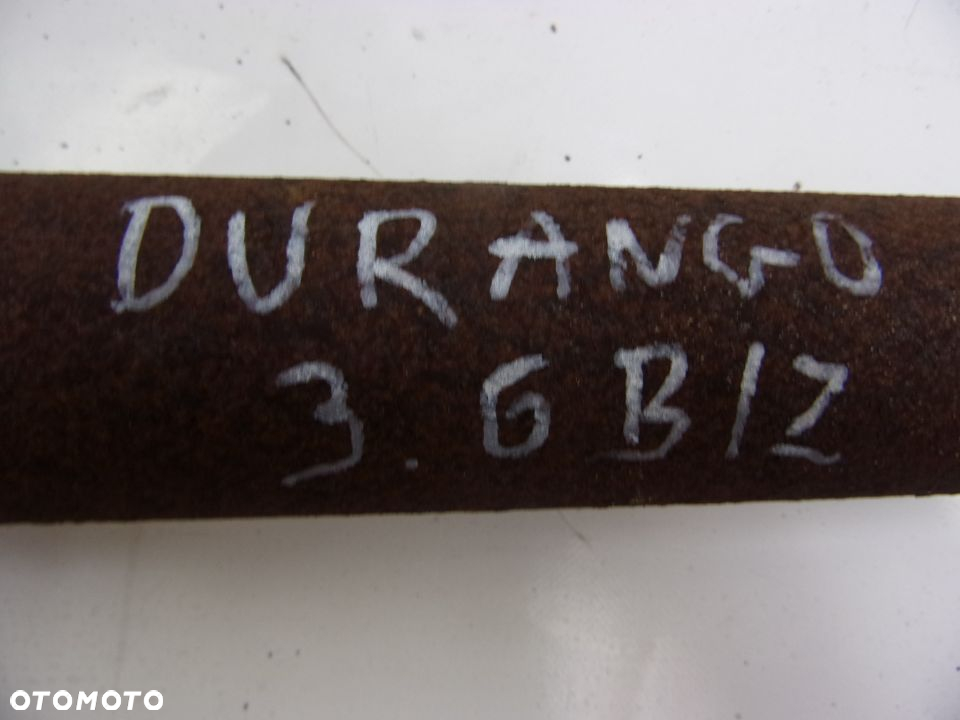 DURANGO
3.6 B/Z
OTOMOTO